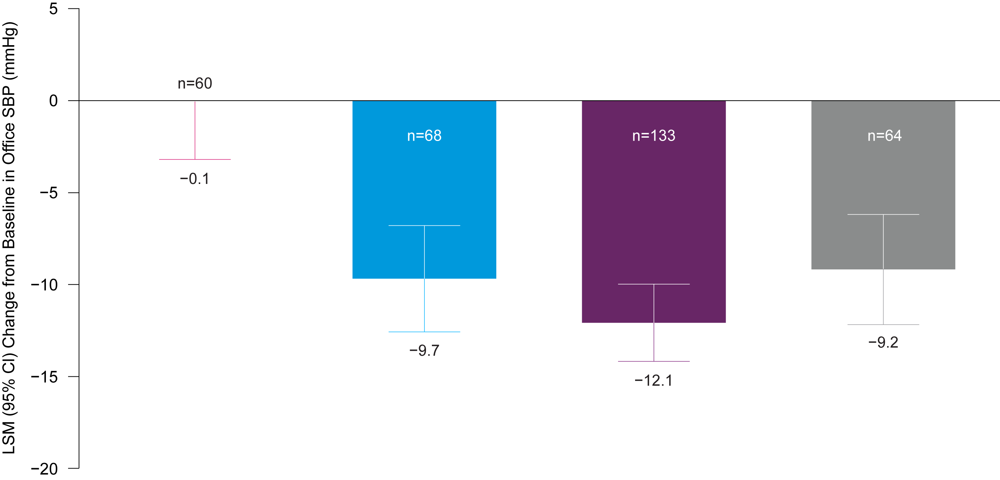 LSM (95% CI) Change from Baseline in Office SBP (mmHg)
5
0
−5
−10
−15
−20
n=60
−0.1
n=68
−9.7
n=133
−12.1
n=64
−9.2